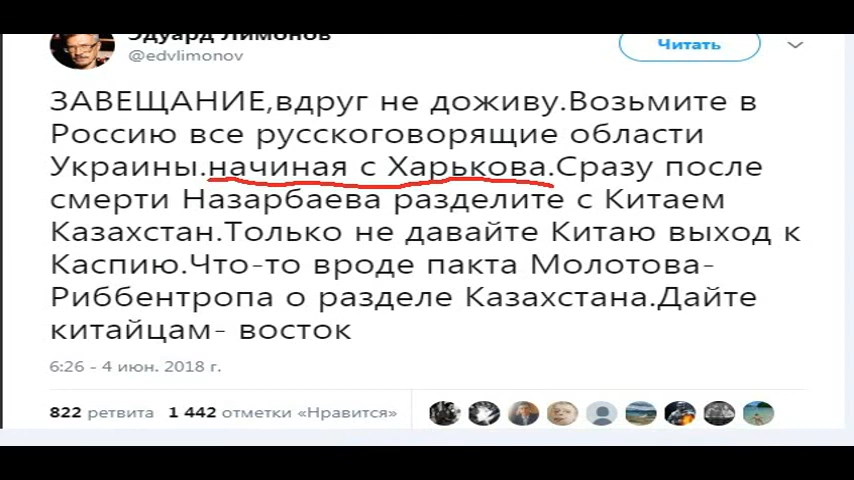 Эдуард Лимонов
@edvlimonov
Читать
ЗАВЕЩАНИЕ,вдруг не доживу.Возьмите в
Россию все русскоговорящие области
Украины.начиная с Харькова.Сразу после
смерти Назарбаева разделите с Китаем
Казахстан.Только не давайте Китаю выход к
Каспию.Что-то вроде пакта Молотова-
Риббентропа о разделе Казахстана.Дайте
китайцам- восток
6:26 - 4 июн. 2018 г.
822 ретвита 1 442 отметки «Нравится»